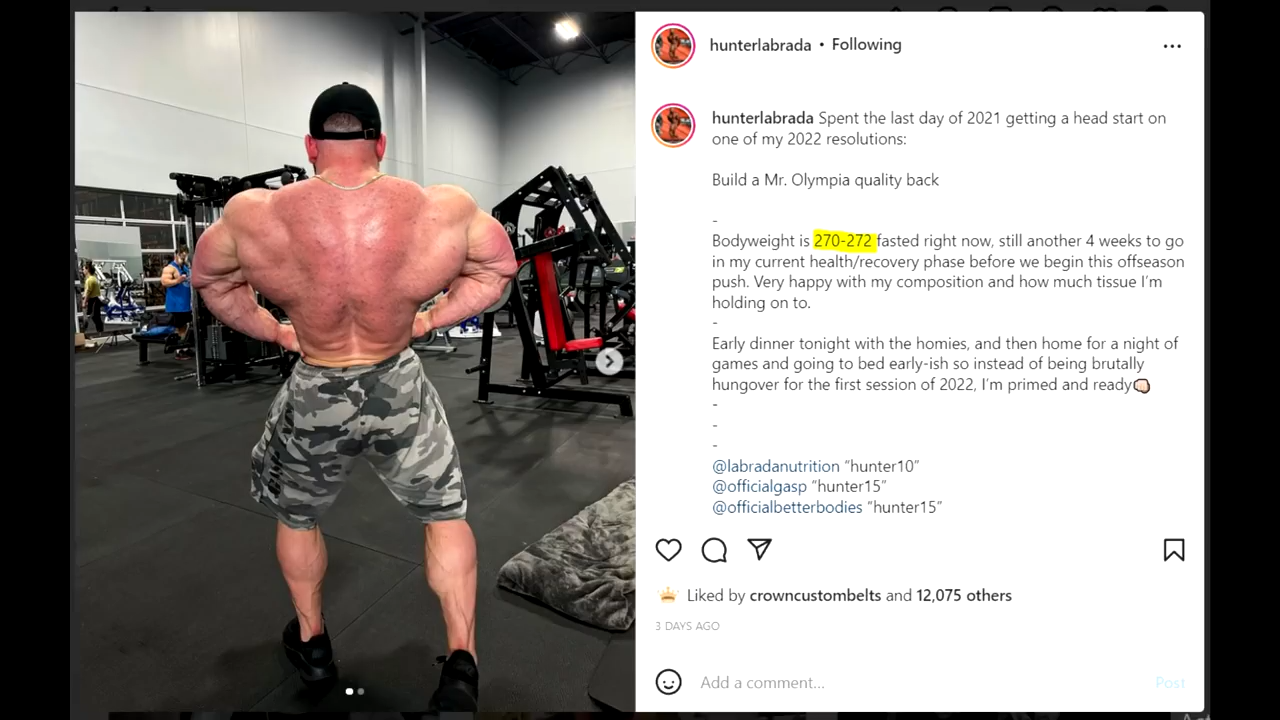 hunterlabrada • Following
hunterlabrada Spent the last day of 2021 getting a head start on
one of my 2022 resolutions:
Build a Mr. Olympia quality back
-
Bodyweight is 270-272 fasted right now, still another 4 weeks to go
in my current health/recovery phase before we begin this offseason
push. Very happy with my composition and how much tissue I'm
holding on to.
-
Early dinner tonight with the homies, and then home for a night of
games and going to bed early-ish so instead of being brutally
hungover for the first session of 2022, I'm primed and ready👊🏻
-
-
-
@labradanutrition "hunter10"
@officialgasp "hunter15"
@officialbetterbodies "hunter15"
Liked by crowncustombelts and 12,075 others
3 DAYS AGO
Add a comment... Post